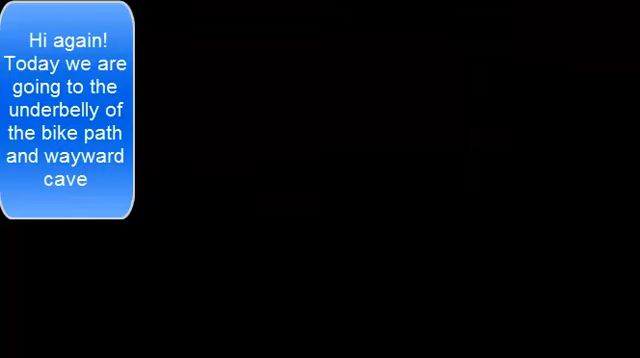 Hi again!
Today we are
going to the
underbelly of
the bike path
and wayward
cave